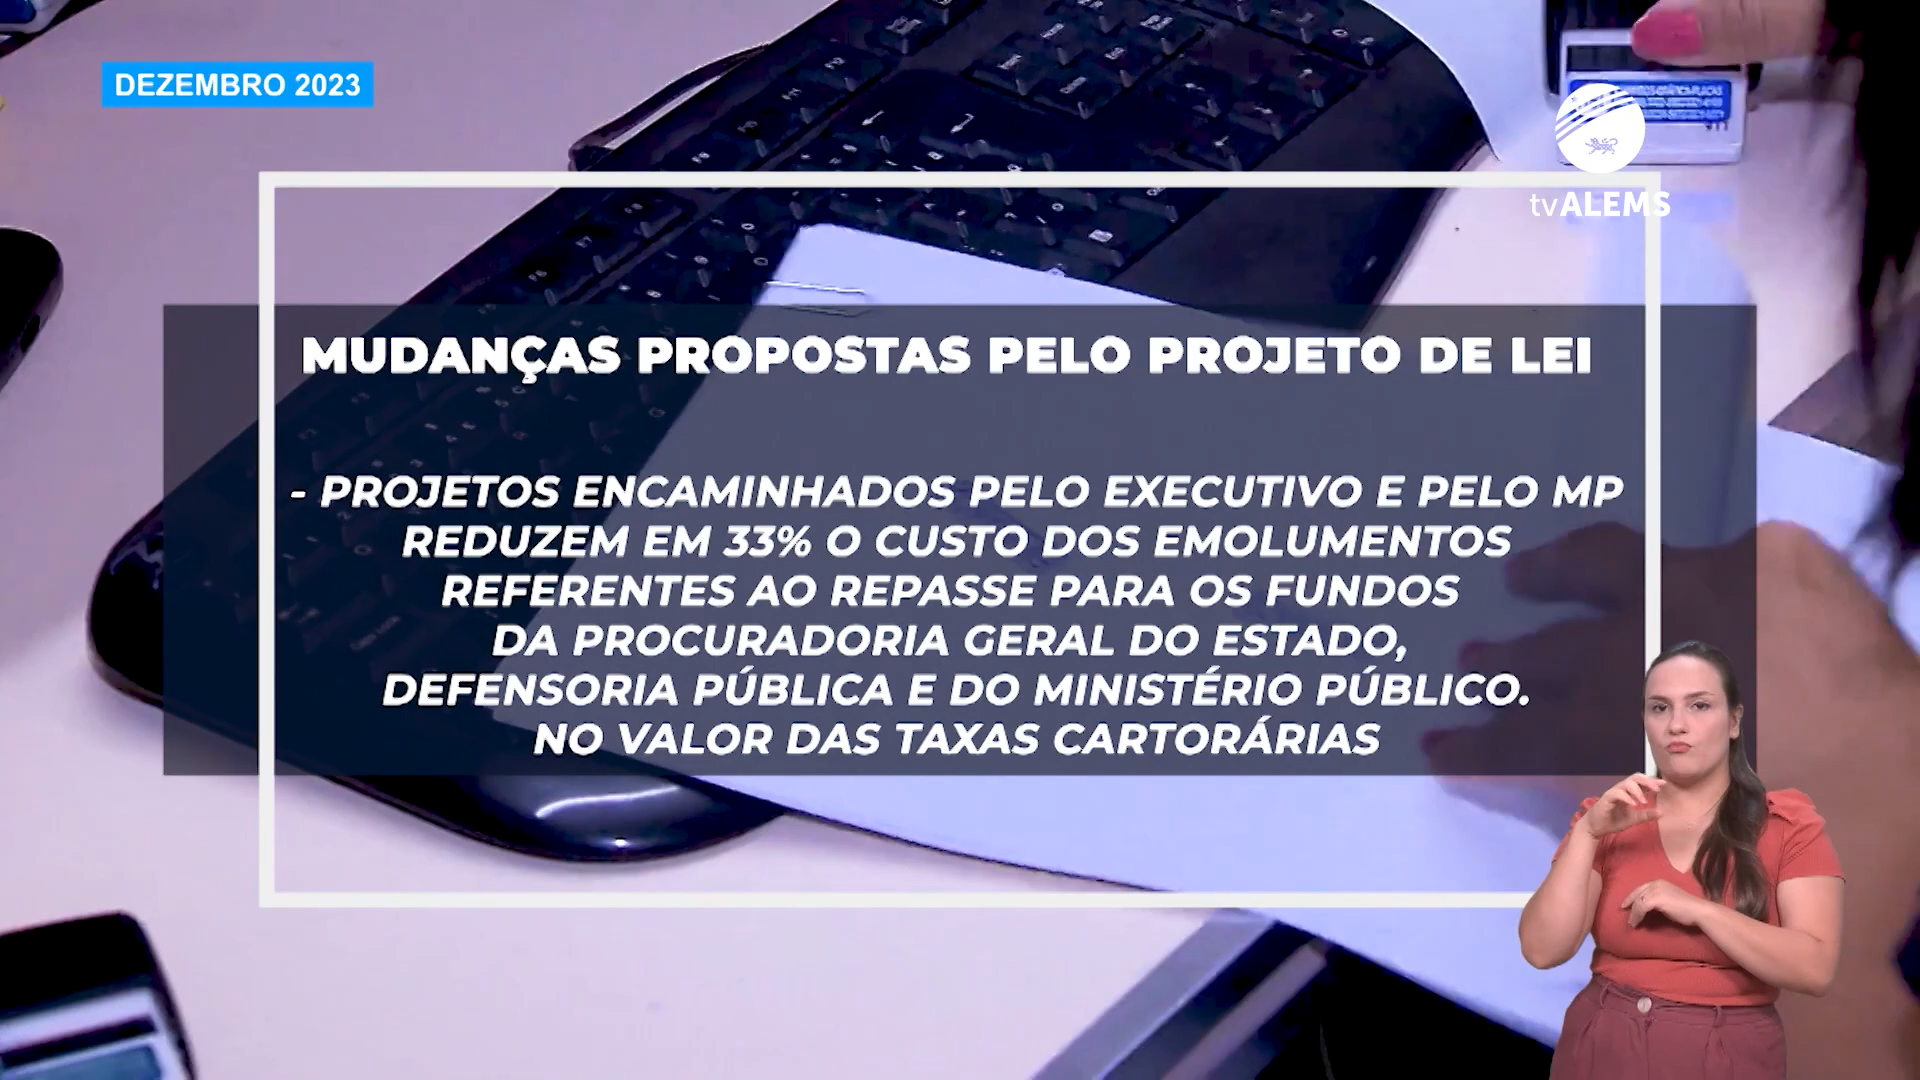 DEZEMBRO 2023
tvALEMS
MUDANÇAS PROPOSTAS PELO PROJETO DE LEI
- PROJETOS ENCAMINHADOS PELO EXECUTIVO E PELO MP
REDUZEM EM 33% O CUSTO DOS EMOLUMENTOS
REFERENTES AO REPASSE PARA OS FUNDOS
DA PROCURADORIA GERAL DO ESTADO,
DEFENSORIA PÚBLICA E DO MINISTÉRIO PÚBLICO.
NO VALOR DAS TAXAS CARTORÁRIAS